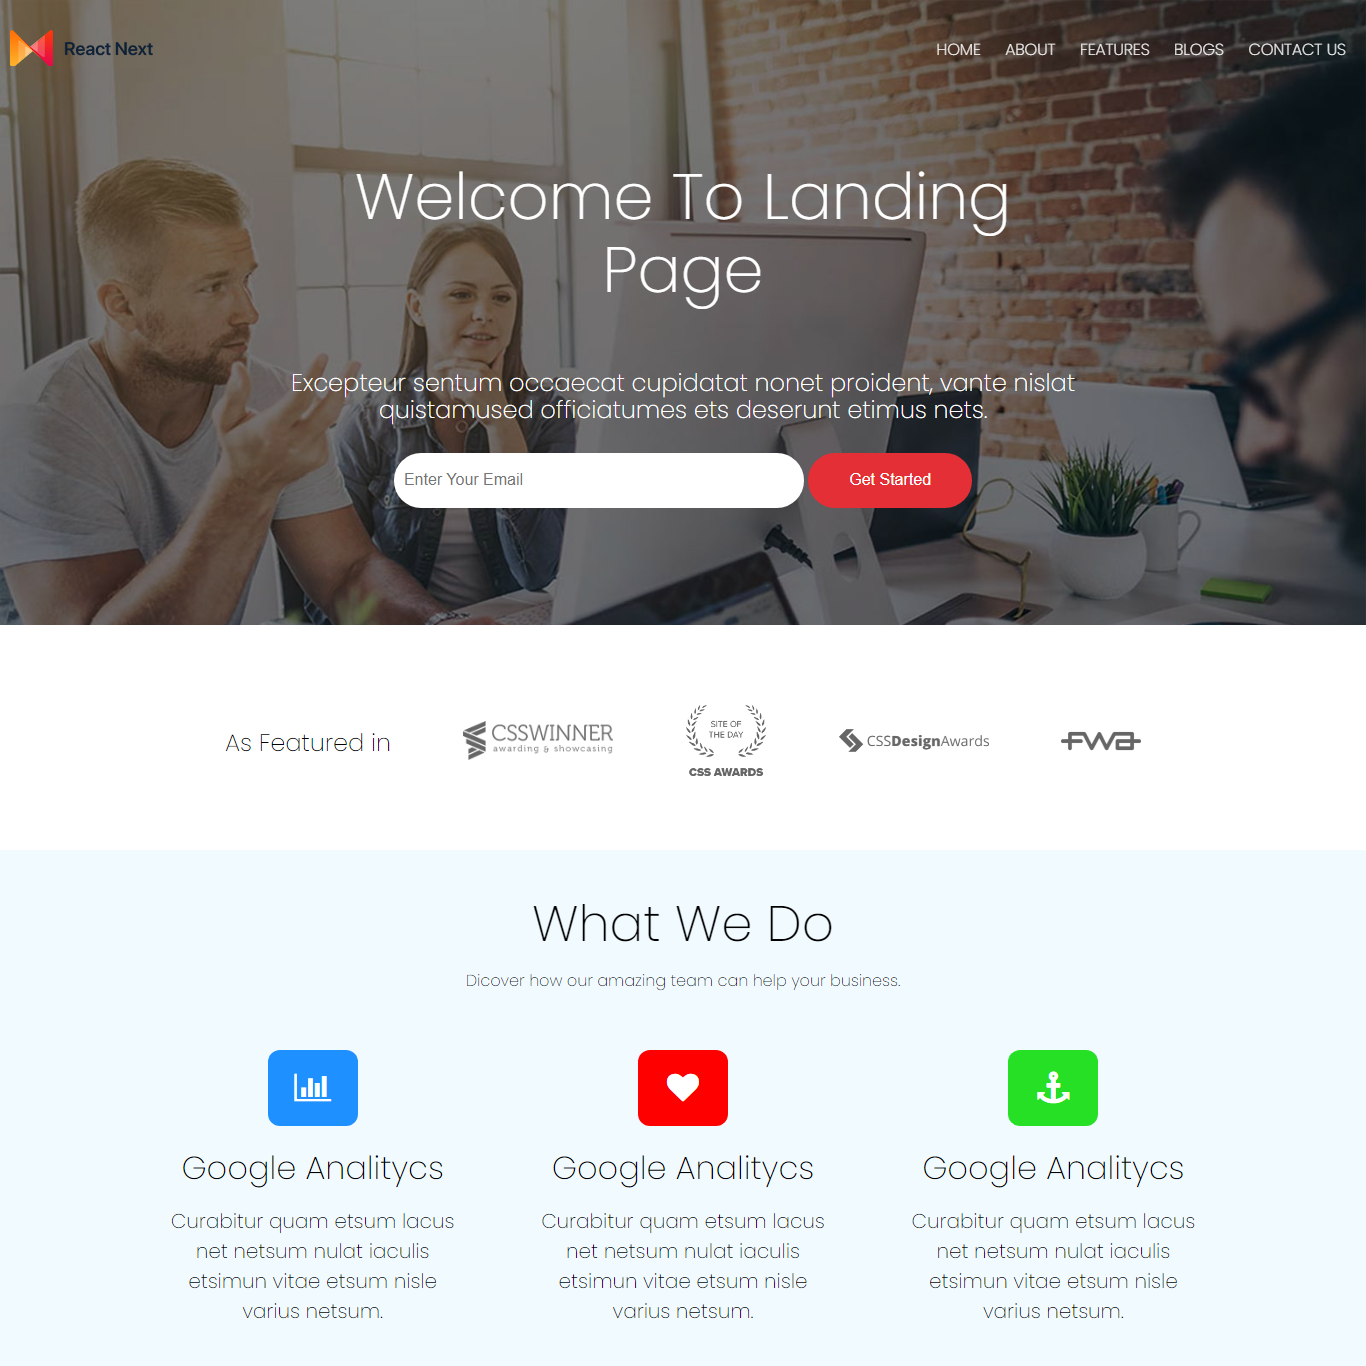 React Next
HOME ABOUT FEATURES BLOGS CONTACT US
Welcome To Landing
Page
Excepteur sentum occaecat cupidatat nonet proident, vante nislat
quistamused officiatumes ets deserunt etimus nets.
Enter Your Email
Get Started
As Featured in
CSSWINNER
awarding & showcasing
SITE OF
THE DAY
CSS AWARDS
CSSDesignAwards
FWA
What We Do
Dicover how our amazing team can help your business.
Google Analitycs
Curabitur quam etsum lacus
net netsum nulat iaculis
etsimun vitae etsum nisle
varius netsum.
Google Analitycs
Curabitur quam etsum lacus
net netsum nulat iaculis
etsimun vitae etsum nisle
varius netsum.
Google Analitycs
Curabitur quam etsum lacus
net netsum nulat iaculis
etsimun vitae etsum nisle
varius netsum.